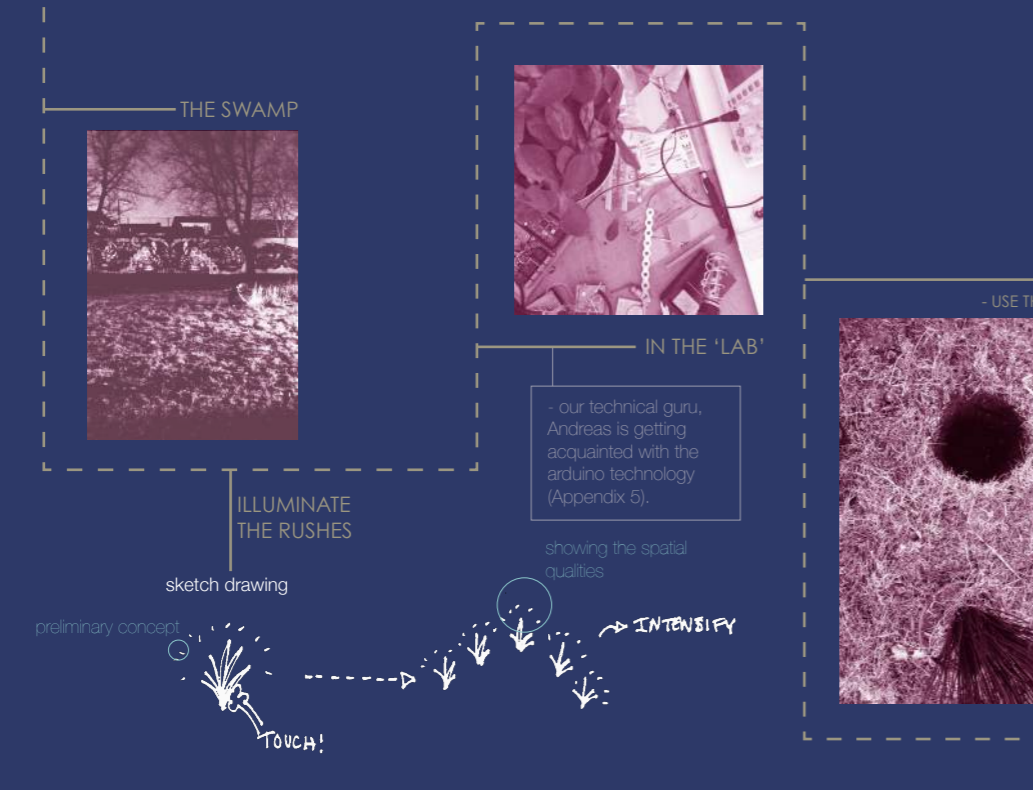 THE SWAMP
ILLUMINATE
THE RUSHES
sketch drawing
preliminary concept
TOUCH!
IN THE ‘LAB’
- our technical guru,
Andreas is getting
acquainted with the
arduino technology
(Appendix 5).
showing the spatial
qualities
INTENSIFY
- USE